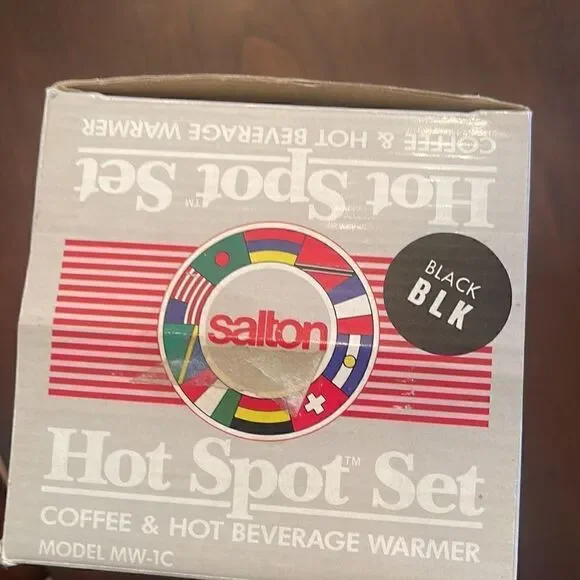 COFFEE & HOT BEVERAGE WARMER
Hot Spot Set™
salton
BLACK
BLK
Hot Spot™ Set
COFFEE & HOT BEVERAGE WARMER
MODEL MW-1C